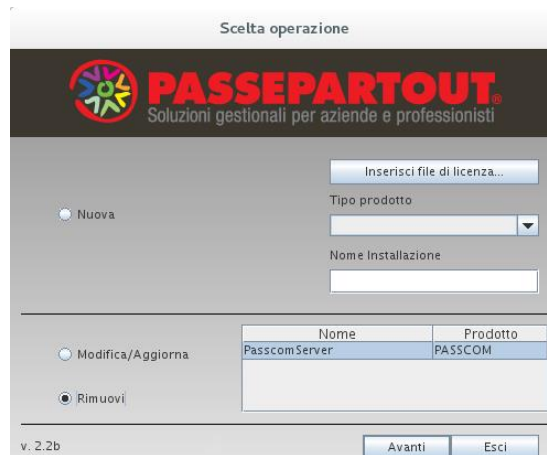 Scelta operazione
PASSEPARTOUT®
Soluzioni gestionali per aziende e professionisti
Inserisci file di licenza...
Tipo prodotto
Nuova
Nome Installazione
Nome Prodotto
Modifica/Aggiorna
PasscomServer PASSCOM
Rimuovi
v. 2.2b
Avanti Esci